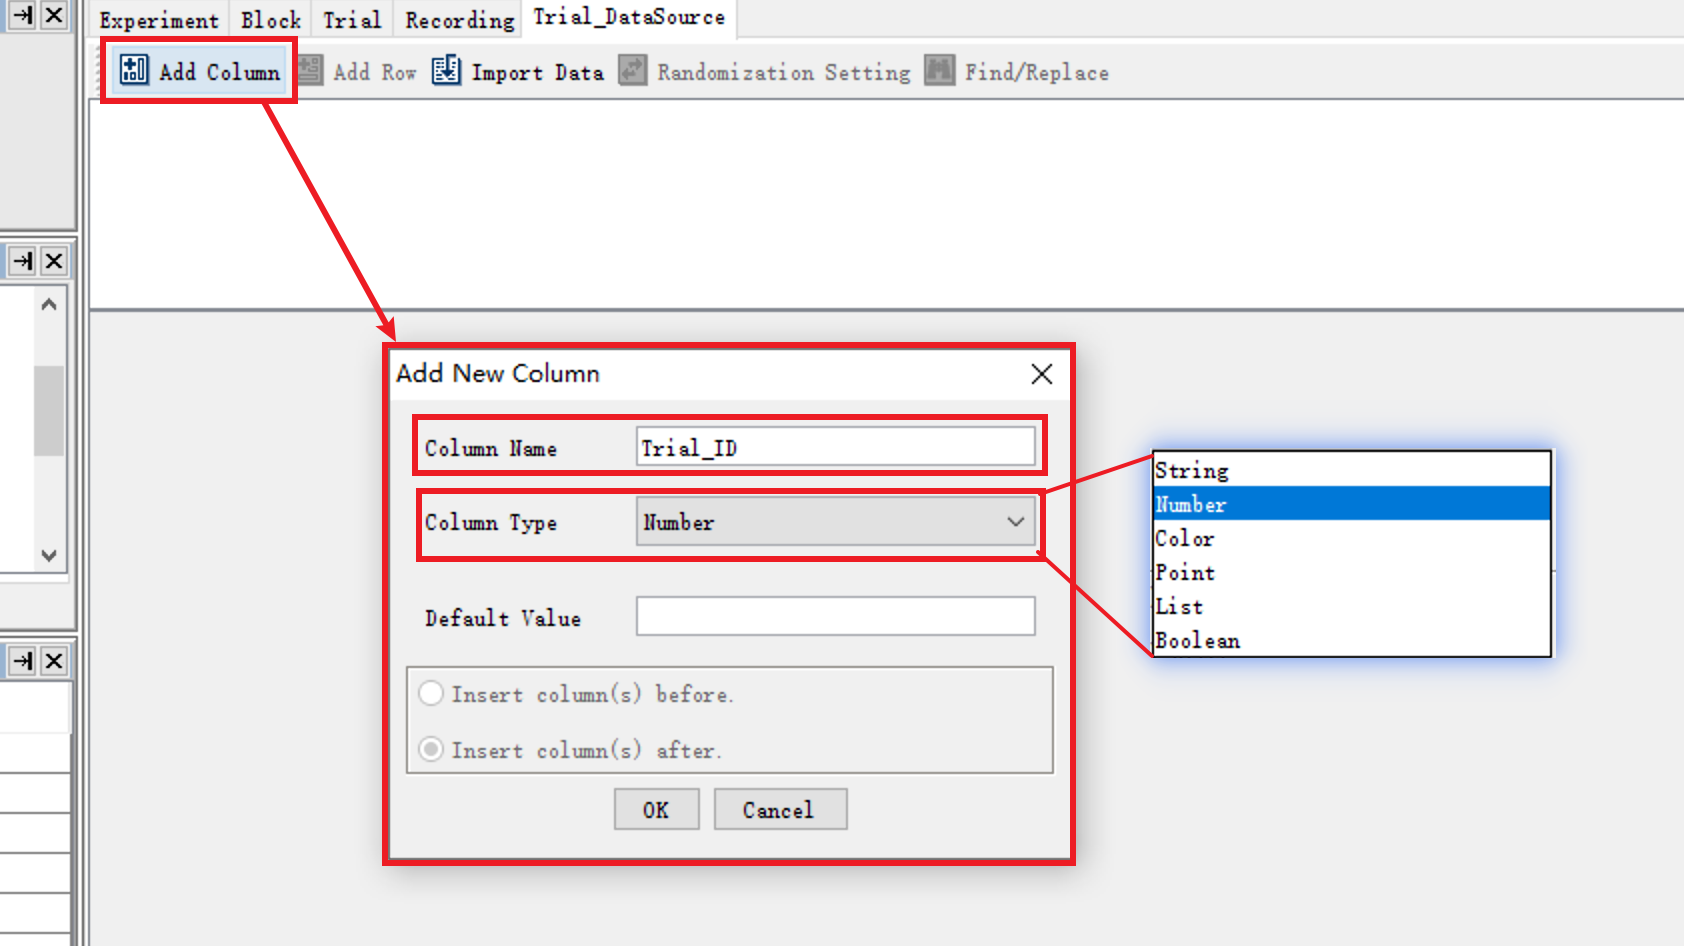 Experiment Block Trial Recording Trial_DataSource
Add Column Add Row Import Data Randomization Setting Find/Replace
Add New Column
Column Name Trial_ID
Column Type Number
Default Value
Insert column(s) before.
Insert column(s) after.
OK Cancel
String
Number
Color
Point
List
Boolean